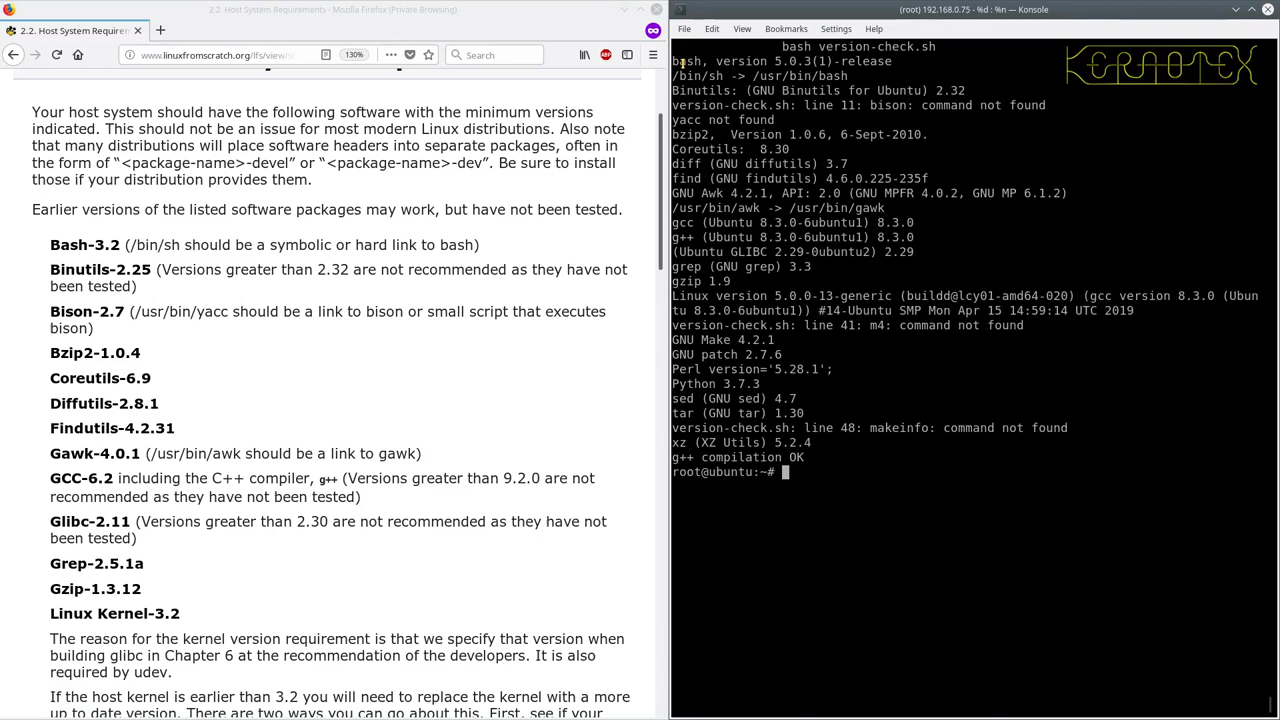 2.2. Host System Requirements - Mozilla Firefox (Private Browsing)
2.2. Host System Requirem
www.linuxfromscratch.org/lfs/view/s
130%
Search
Your host system should have the following software with the minimum versions
indicated. This should not be an issue for most modern Linux distributions. Also note
that many distributions will place software headers into separate packages, often in
the form of “<package-name>-devel” or “<package-name>-dev”. Be sure to install
those if your distribution provides them.
Earlier versions of the listed software packages may work, but have not been tested.
Bash-3.2 (/bin/sh should be a symbolic or hard link to bash)
Binutils-2.25 (Versions greater than 2.32 are not recommended as they have not
been tested)
Bison-2.7 (/usr/bin/yacc should be a link to bison or small script that executes
bison)
Bzip2-1.0.4
Coreutils-6.9
Diffutils-2.8.1
Findutils-4.2.31
Gawk-4.0.1 (/usr/bin/awk should be a link to gawk)
GCC-6.2 including the C++ compiler, g++ (Versions greater than 9.2.0 are not
recommended as they have not been tested)
Glibc-2.11 (Versions greater than 2.30 are not recommended as they have not
been tested)
Grep-2.5.1a
Gzip-1.3.12
Linux Kernel-3.2
The reason for the kernel version requirement is that we specify that version when
building glibc in Chapter 6 at the recommendation of the developers. It is also
required by udev.
If the host kernel is earlier than 3.2 you will need to replace the kernel with a more
up to date version. There are two ways you can go about this. First, see if your
(root) 192.168.0.75 - %d : %n — Konsole
File Edit View Bookmarks Settings Help
KERNOTEX
bash version-check.sh
bash, version 5.0.3(1)-release
/bin/sh -> /usr/bin/bash
Binutils: (GNU Binutils for Ubuntu) 2.32
version-check.sh: line 11: bison: command not found
yacc not found
bzip2,  Version 1.0.6, 6-Sept-2010.
Coreutils:  8.30
diff (GNU diffutils) 3.7
find (GNU findutils) 4.6.0.225-235f
GNU Awk 4.2.1, API: 2.0 (GNU MPFR 4.0.2, GNU MP 6.1.2)
/usr/bin/awk -> /usr/bin/gawk
gcc (Ubuntu 8.3.0-6ubuntu1) 8.3.0
g++ (Ubuntu 8.3.0-6ubuntu1) 8.3.0
(Ubuntu GLIBC 2.29-0ubuntu2) 2.29
grep (GNU grep) 3.3
gzip 1.9
Linux version 5.0.0-13-generic (buildd@lcy01-amd64-020) (gcc version 8.3.0 (Ubun
tu 8.3.0-6ubuntu1)) #14-Ubuntu SMP Mon Apr 15 14:59:14 UTC 2019
version-check.sh: line 41: m4: command not found
GNU Make 4.2.1
GNU patch 2.7.6
Perl version='5.28.1';
Python 3.7.3
sed (GNU sed) 4.7
tar (GNU tar) 1.30
version-check.sh: line 48: makeinfo: command not found
xz (XZ Utils) 5.2.4
g++ compilation OK
root@ubuntu:~#